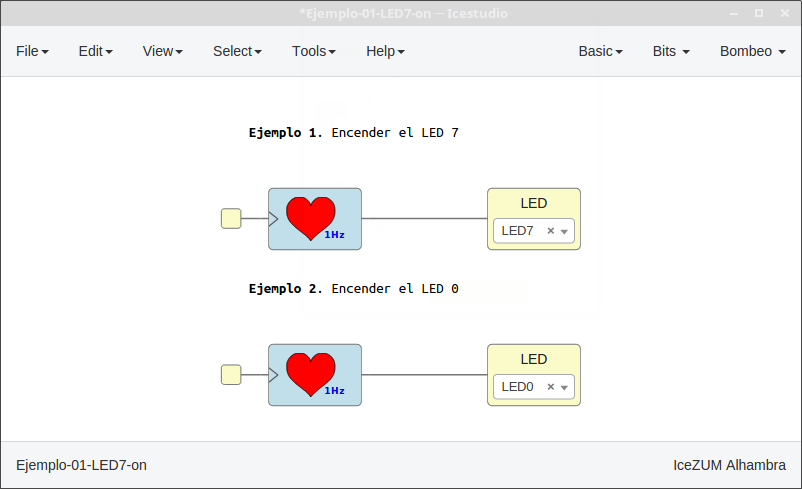 *Ejemplo-01-LED7-on — Icestudio
File Edit View Select Tools Help Basic Bits Bombeo
Ejemplo 1. Encender el LED 7
LED
LED7
1Hz
Ejemplo 2. Encender el LED 0
LED
LED0
1Hz
Ejemplo-01-LED7-on IceZUM Alhambra